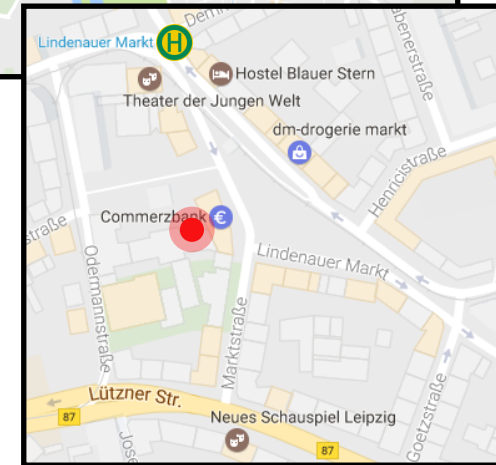 Lindenauer Markt
H
Hostel Blauer Stern
Theater der Jungen Welt
dm-drogerie markt
Henricistraße
Commerzbank
€
Lindenauer Markt
Odermannstraße
Marktstraße
Lützner Str.
87
Neues Schauspiel Leipzig
87
Goetzstraße